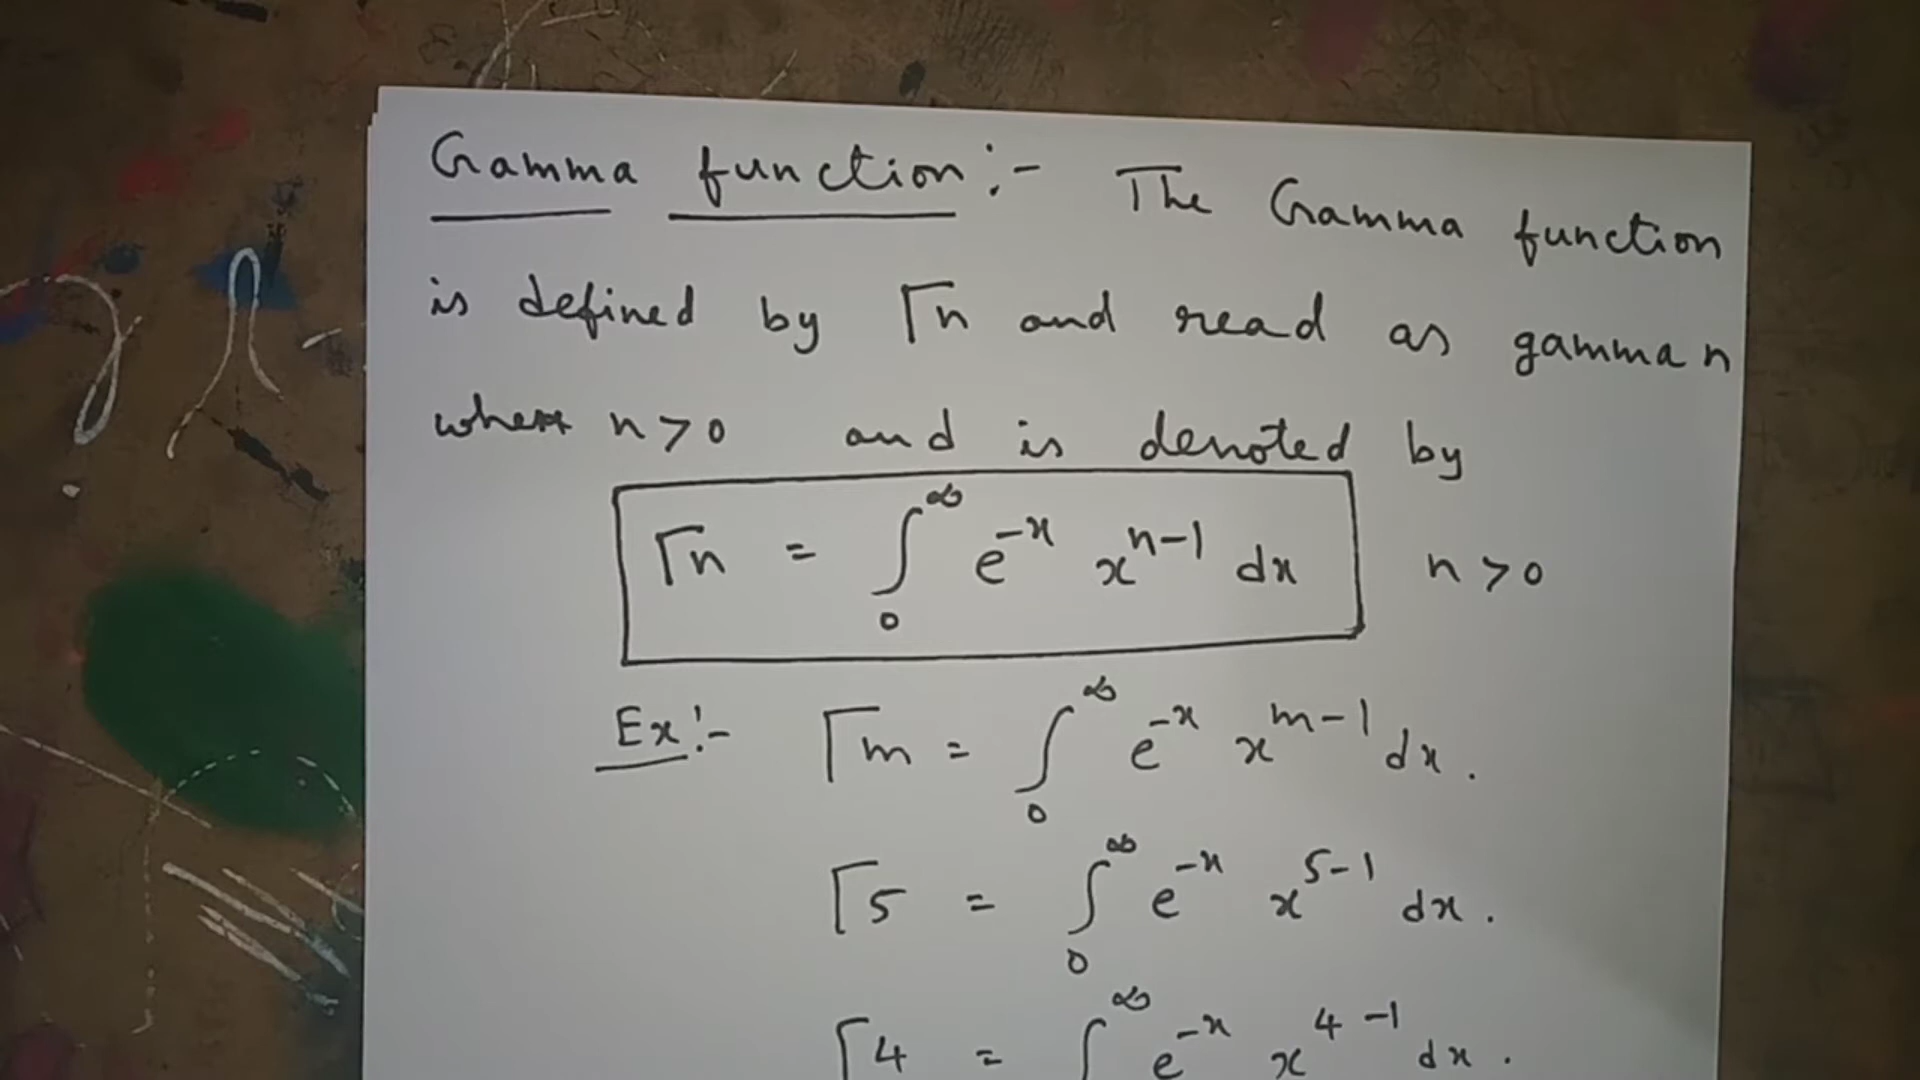 Gamma function :- The Gamma function
is defined by Γn and read as gamma n
where n>0 and is denoted by
Γn = ∫₀^∞ e^{-x} x^{n-1} dx n>0
Ex:- Γm = ∫₀^∞ e^{-x} x^{m-1} dx.
Γ5 = ∫₀^∞ e^{-x} x^{5-1} dx.
Γ4 = ∫^∞ e^{-x} x^{4-1} dx.